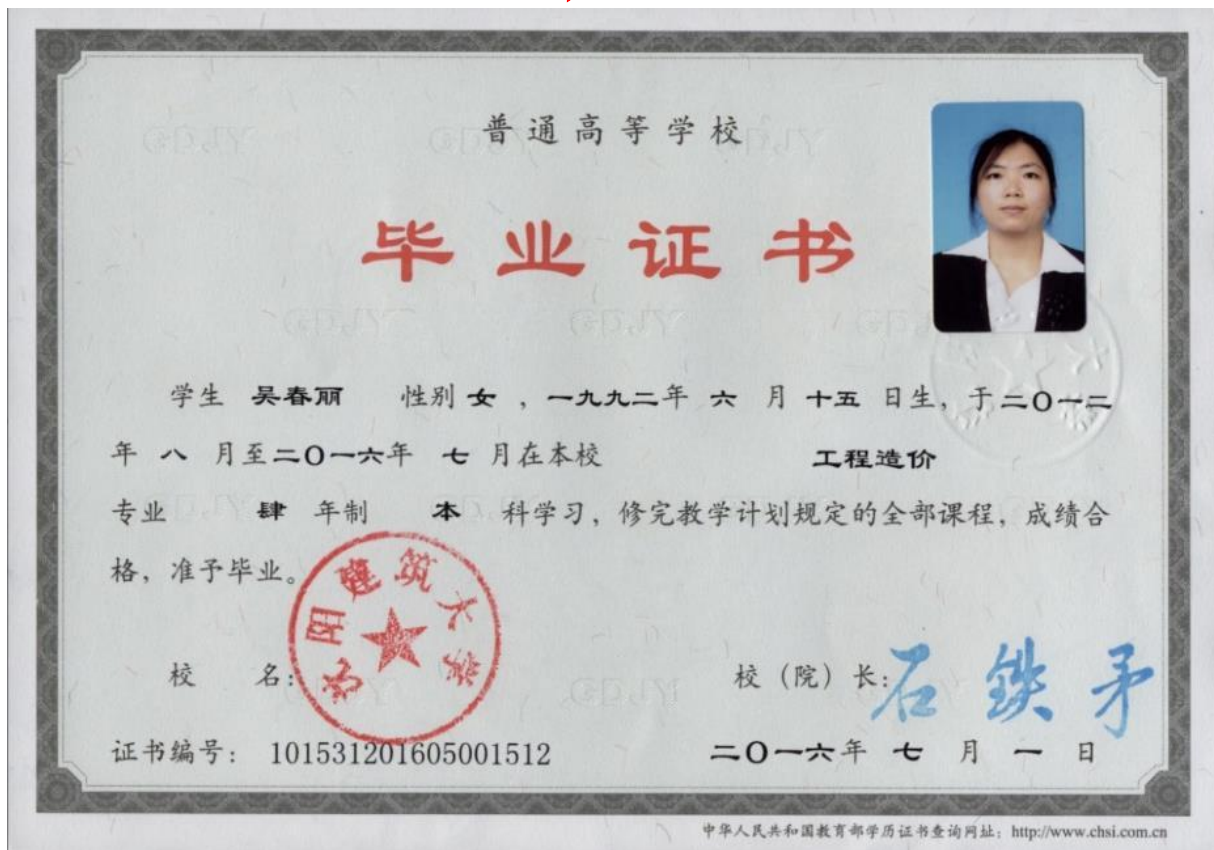 普通高等学校
毕业证书
学生 吴春丽 性别 女 ，一九九二年 六 月 十五 日生，于二〇一二
年 八 月至二〇一六年 七 月在本校 工程造价
专业 肆 年制 本 科学习，修完教学计划规定的全部课程，成绩合
格，准予毕业。
沈阳建筑大学
校 名： 校（院）长：石铁矛
证书编号： 101531201605001512 二〇一六年 七 月 一 日
中华人民共和国教育部学历证书查询网址：http://www.chsi.com.cn